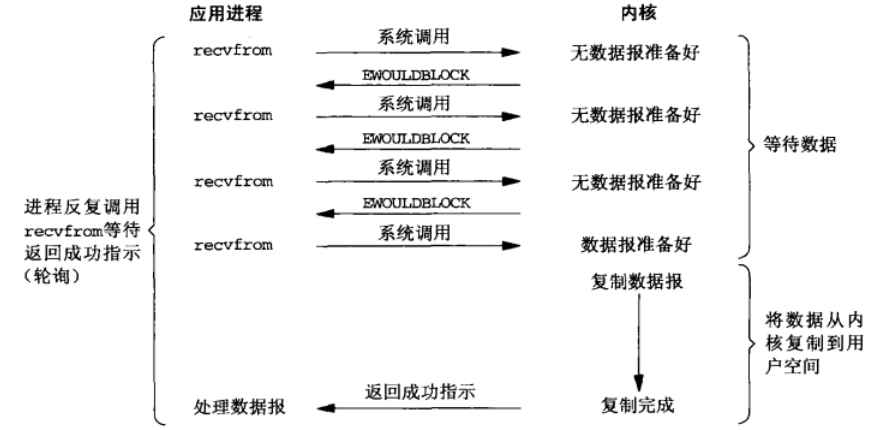 应用进程
内核
recvfrom
系统调用
无数据报准备好
EWOULDBLOCK
recvfrom
系统调用
无数据报准备好
EWOULDBLOCK
recvfrom
系统调用
无数据报准备好
EWOULDBLOCK
recvfrom
系统调用
数据报准备好
等待数据
进程反复调用
recvfrom等待
返回成功指示
（轮询）
复制数据报
将数据从内
核复制到用
户空间
处理数据报
返回成功指示
复制完成